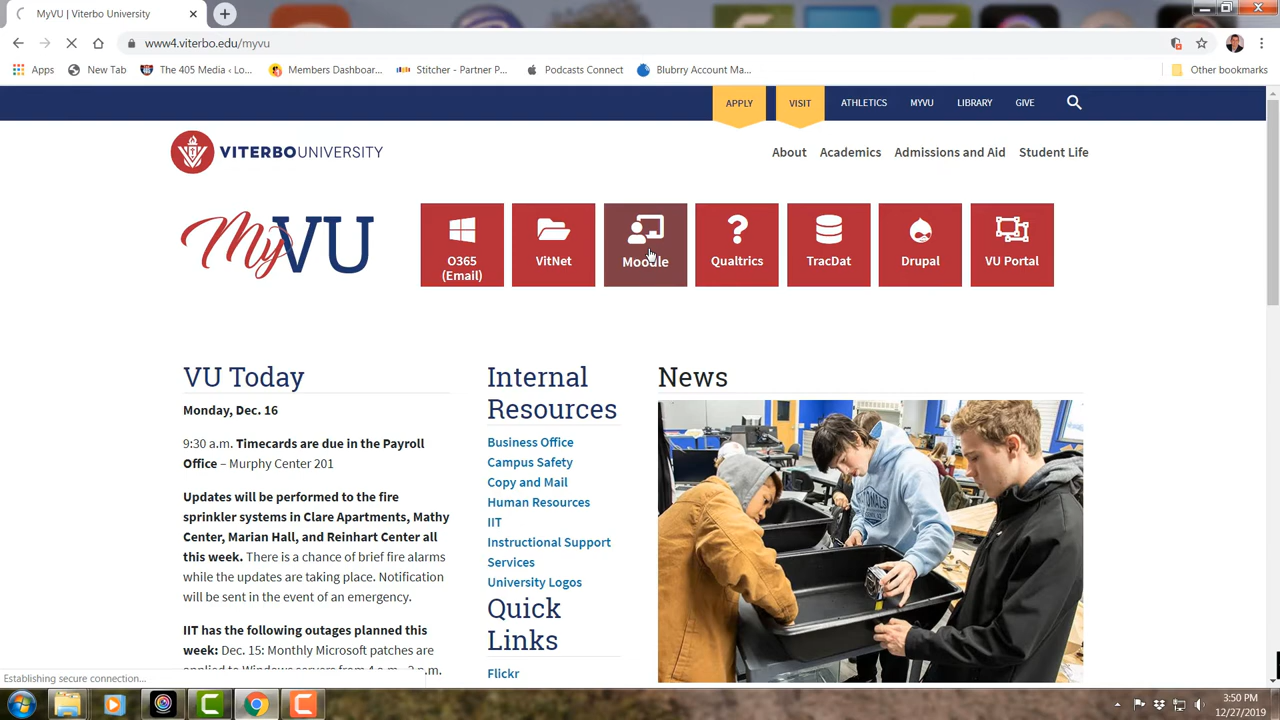 MyVU | Viterbo University
www4.viterbo.edu/myvu
Apps
New Tab
The 405 Media ‹ Lo...
Members Dashboar...
Stitcher - Partner P...
Podcasts Connect
Blubrry Account Ma...
Other bookmarks
APPLY
VISIT
ATHLETICS
MYVU
LIBRARY
GIVE
VITERBOUNIVERSITY
About
Academics
Admissions and Aid
Student Life
MyVU
O365
(Email)
VitNet
Moodle
Qualtrics
TracDat
Drupal
VU Portal
VU Today
Monday, Dec. 16
9:30 a.m. Timecards are due in the Payroll
Office – Murphy Center 201
Updates will be performed to the fire
sprinkler systems in Clare Apartments, Mathy
Center, Marian Hall, and Reinhart Center all
this week. There is a chance of brief fire alarms
while the updates are taking place. Notification
will be sent in the event of an emergency.
IIT has the following outages planned this
week: Dec. 15: Monthly Microsoft patches are
applied to Windows servers from 4 a.m.-2 p.m.
Internal
Resources
Business Office
Campus Safety
Copy and Mail
Human Resources
IIT
Instructional Support
Services
University Logos
Quick
Links
Flickr
News
Establishing secure connection...
3:50 PM
12/27/2019